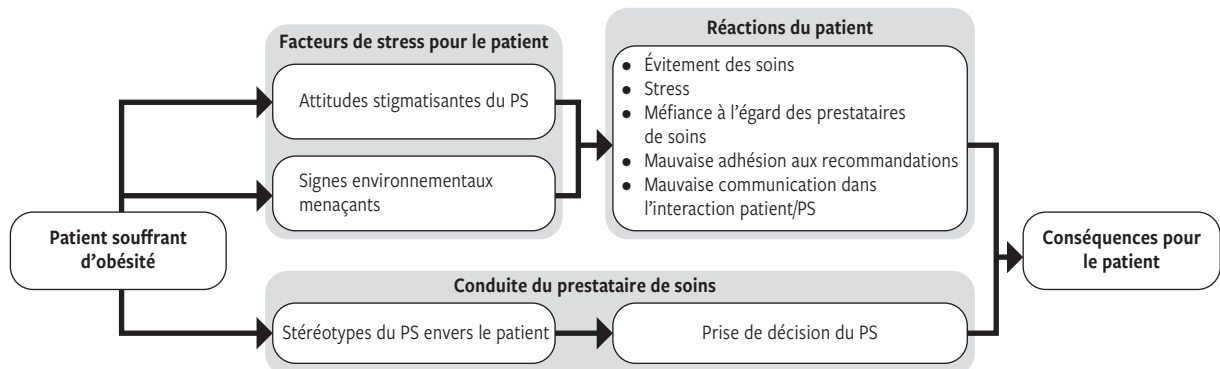 Facteurs de stress pour le patient
Attitudes stigmatisantes du PS
Signes environnementaux
menaçants
Réactions du patient
● Évitement des soins
● Stress
● Méfiance à l’égard des prestataires
de soins
● Mauvaise adhésion aux recommandations
● Mauvaise communication dans
l’interaction patient/PS
Patient souffrant
d’obésité
Conséquences pour
le patient
Conduite du prestataire de soins
Stéréotypes du PS envers le patient
Prise de décision du PS